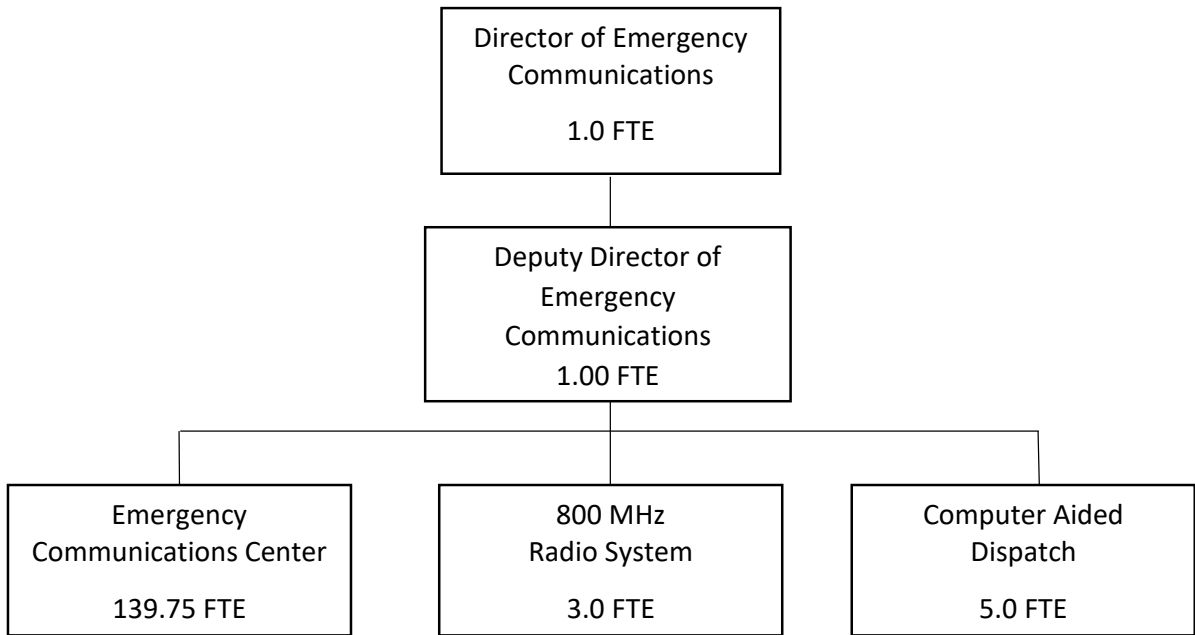 Director of Emergency
Communications
1.0 FTE
Deputy Director of
Emergency
Communications
1.00 FTE
Emergency
Communications Center
139.75 FTE
800 MHz
Radio System
3.0 FTE
Computer Aided
Dispatch
5.0 FTE